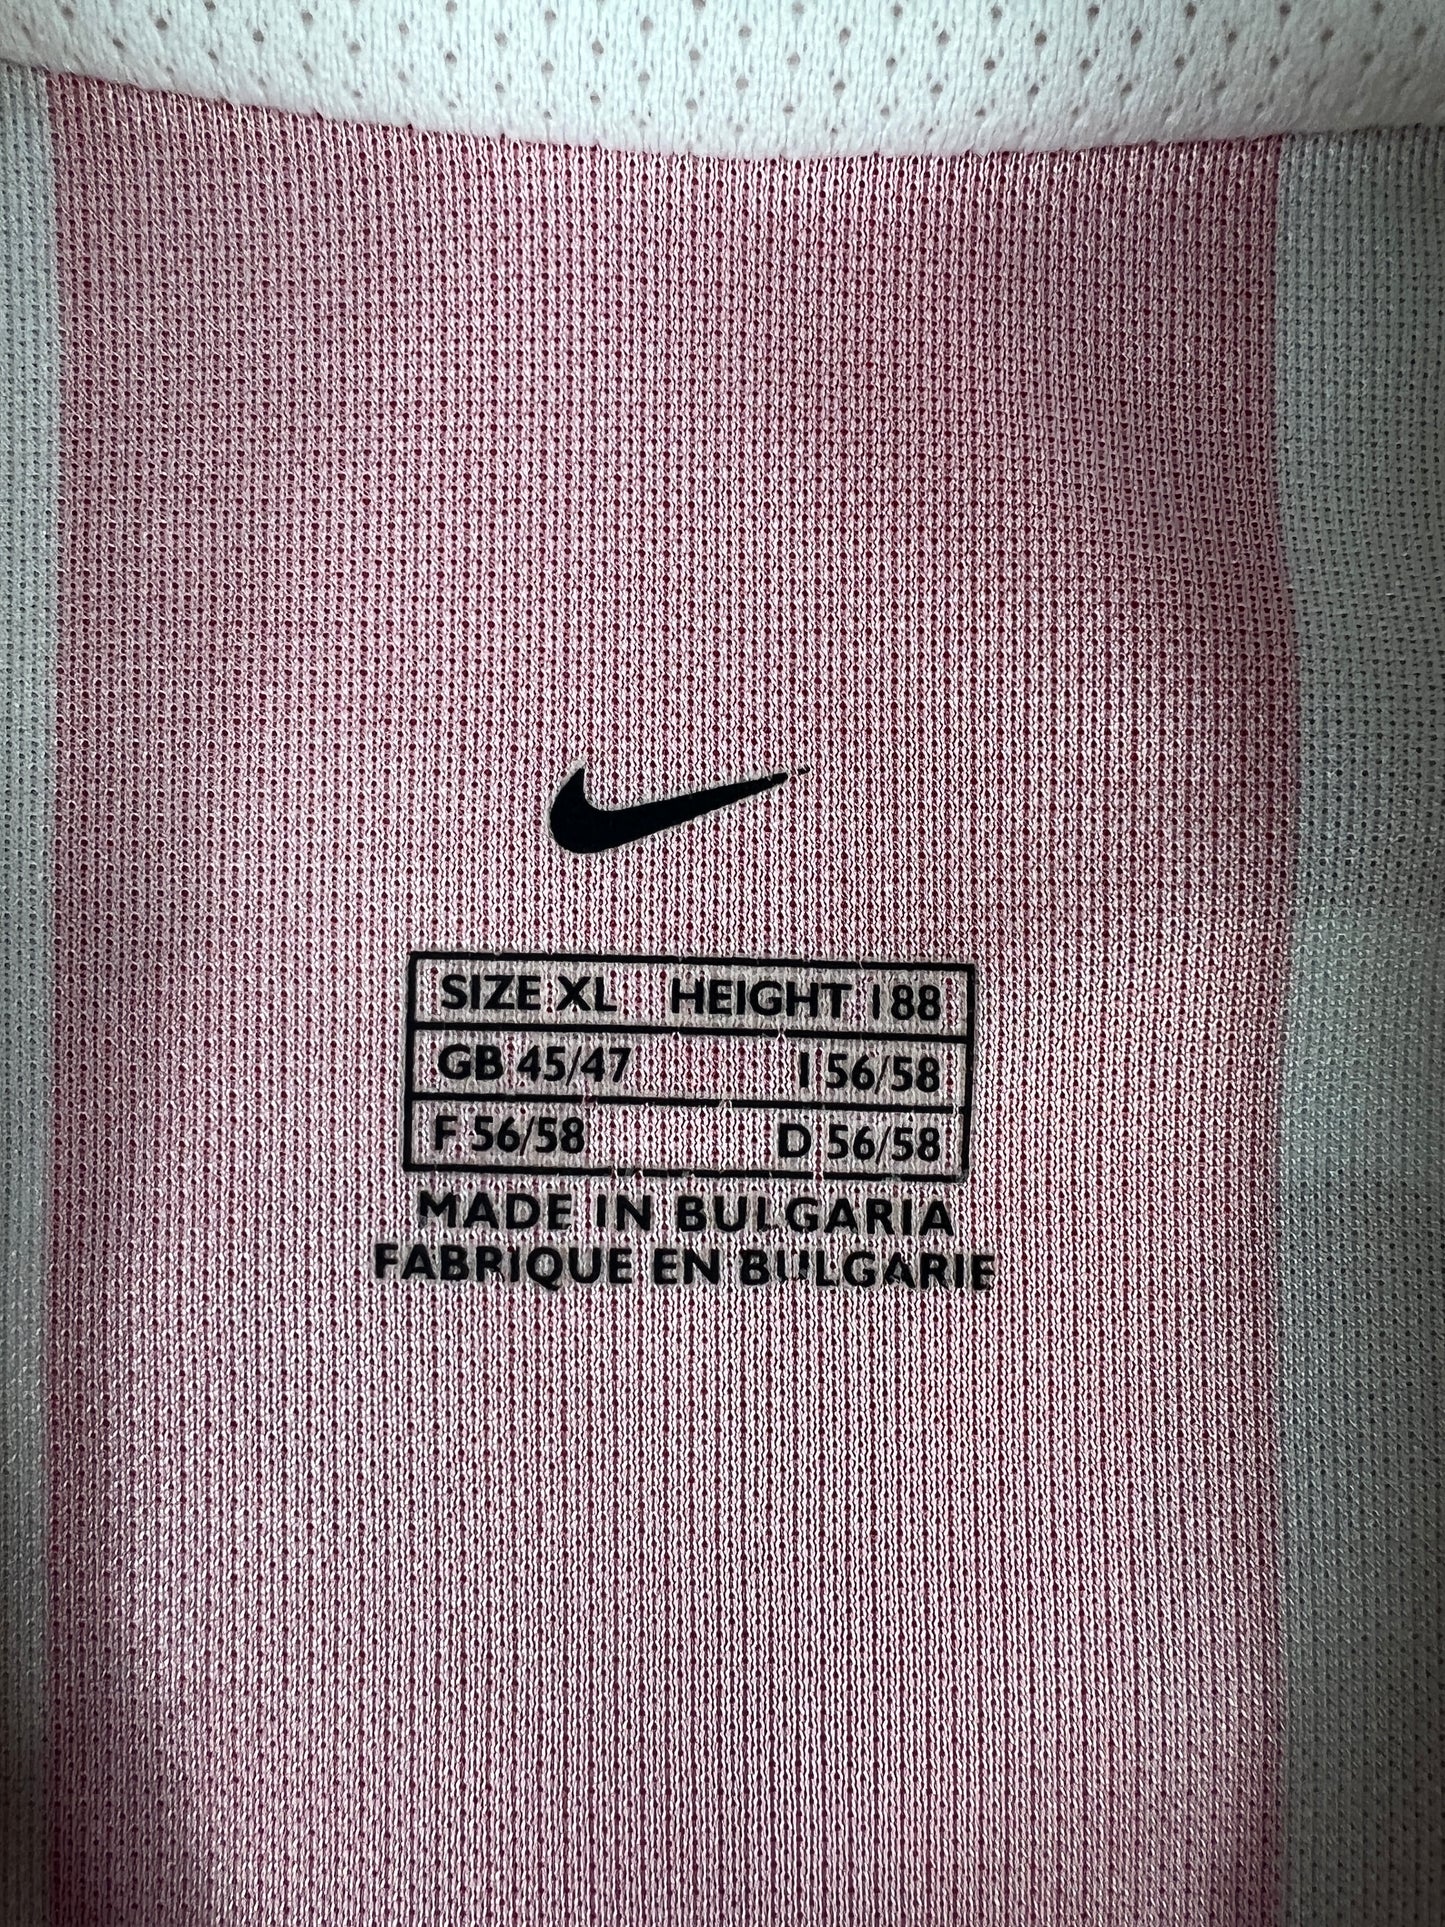 SIZE XL HEIGHT 188
GB 45/47 I 56/58
F 56/58 D 56/58
MADE IN BULGARIA
FABRIQUE EN BULGARIE